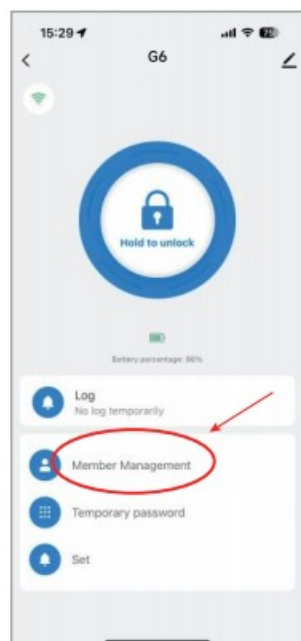 15:29
G6
Hold to unlock
Battery percentage: 86%
Log
No log temporarily
Member Management
Temporary password
Set